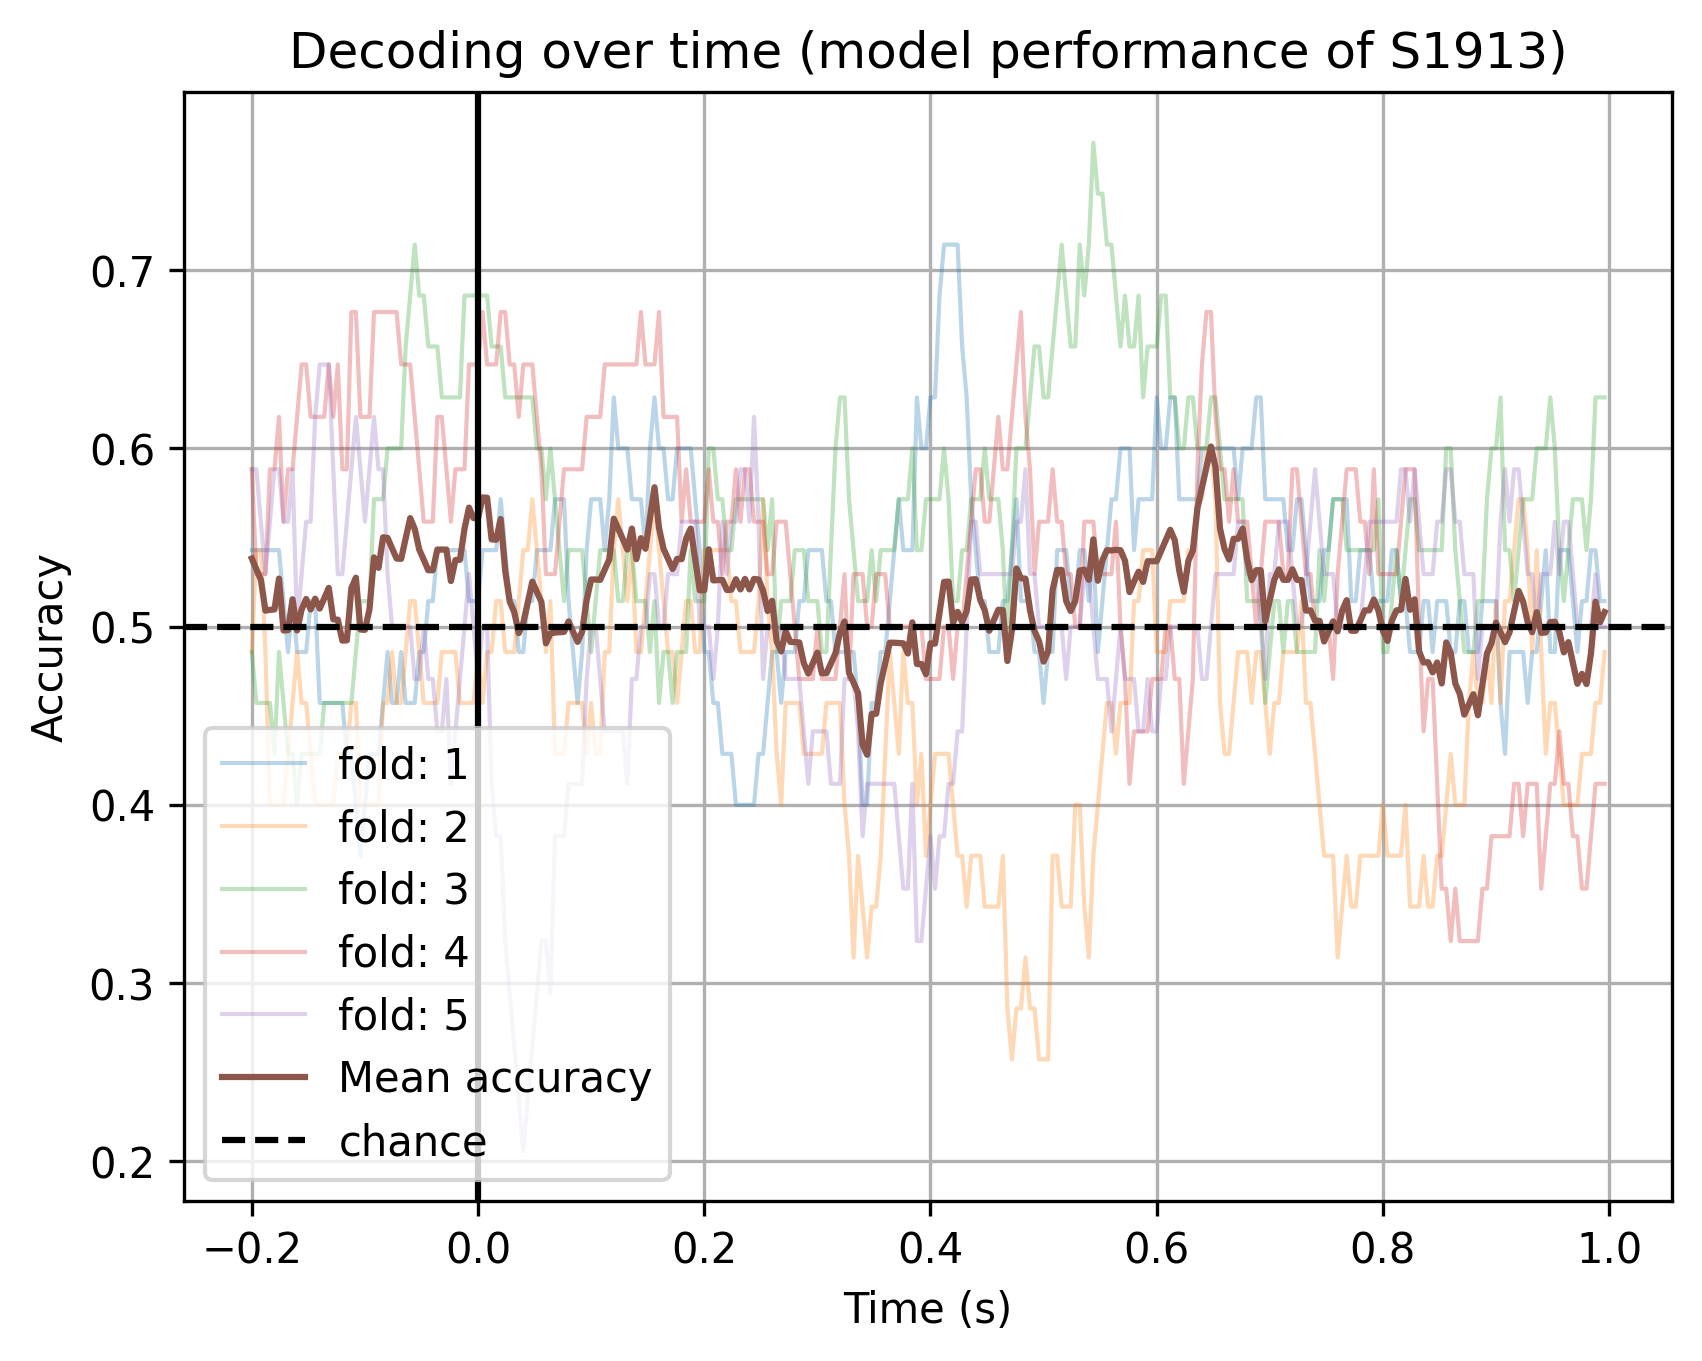 Decoding over time (model performance of S1913)
Accuracy
0.7
0.6
0.5
0.4
0.3
0.2
fold: 1
fold: 2
fold: 3
fold: 4
fold: 5
Mean accuracy
chance
−0.2 0.0 0.2 0.4 0.6 0.8 1.0
Time (s)